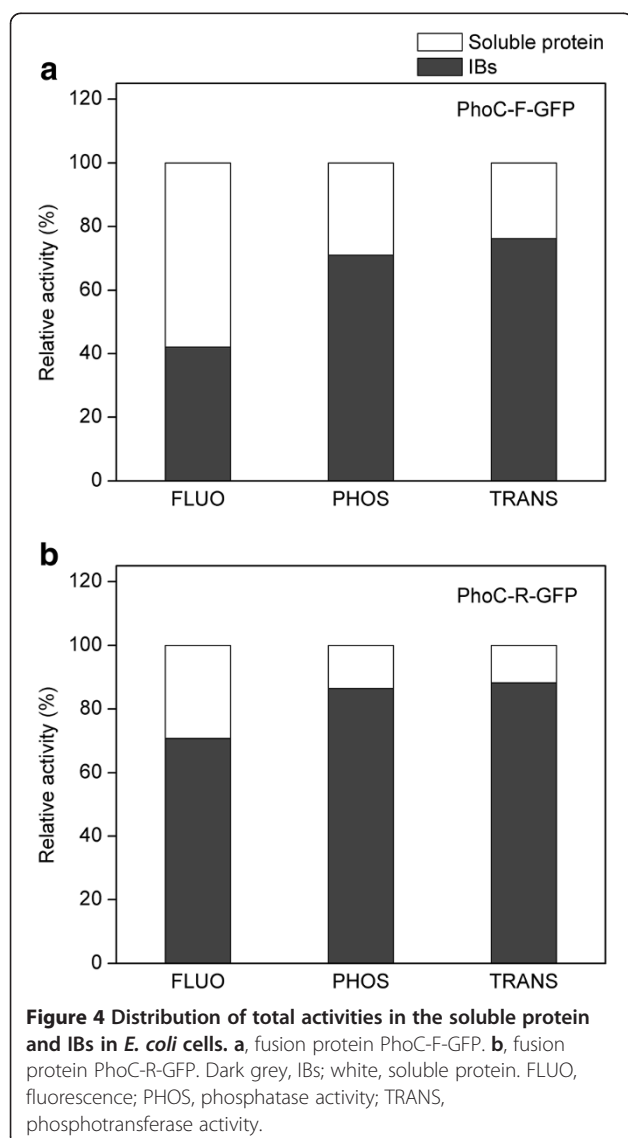 Soluble protein
IBs
a
PhoC-F-GFP
120
100
80
60
40
20
0
Relative activity (%)
FLUO PHOS TRANS
b
PhoC-R-GFP
120
100
80
60
40
20
0
Relative activity (%)
FLUO PHOS TRANS
Figure 4 Distribution of total activities in the soluble protein
and IBs in E. coli cells. a, fusion protein PhoC-F-GFP. b, fusion
protein PhoC-R-GFP. Dark grey, IBs; white, soluble protein. FLUO,
fluorescence; PHOS, phosphatase activity; TRANS,
phosphotransferase activity.